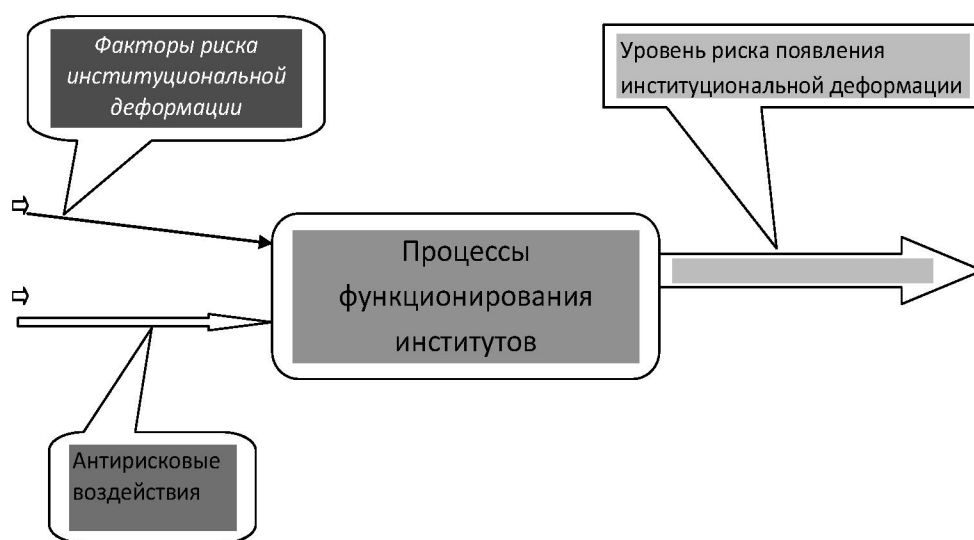 Факторы риска
институциональной
деформации
Уровень риска появления
институциональной деформации
Процессы
функционирования
институтов
Антирисковые
воздействия